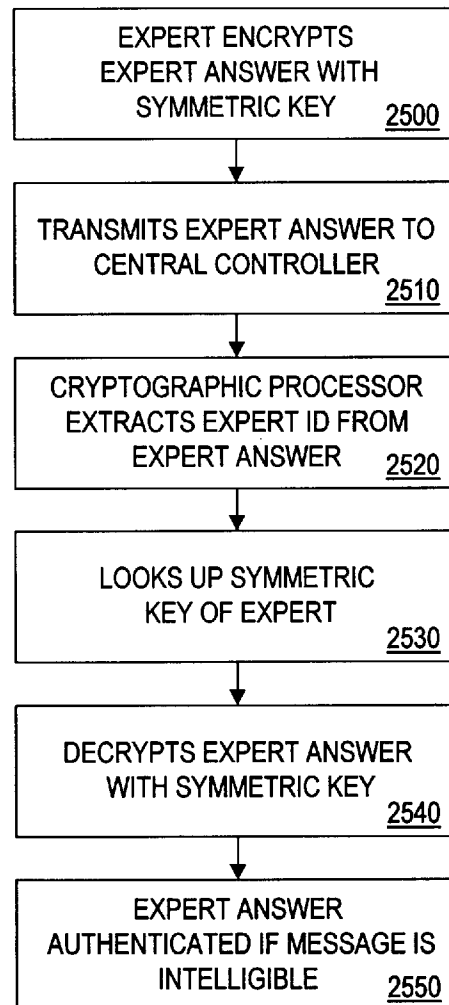 EXPERT ENCRYPTS
EXPERT ANSWER WITH
SYMMETRIC KEY
2500
TRANSMITS EXPERT ANSWER TO
CENTRAL CONTROLLER
2510
CRYPTOGRAPHIC PROCESSOR
EXTRACTS EXPERT ID FROM
EXPERT ANSWER
2520
LOOKS UP SYMMETRIC
KEY OF EXPERT
2530
DECRYPTS EXPERT ANSWER
WITH SYMMETRIC KEY
2540
EXPERT ANSWER
AUTHENTICATED IF MESSAGE IS
INTELLIGIBLE
2550